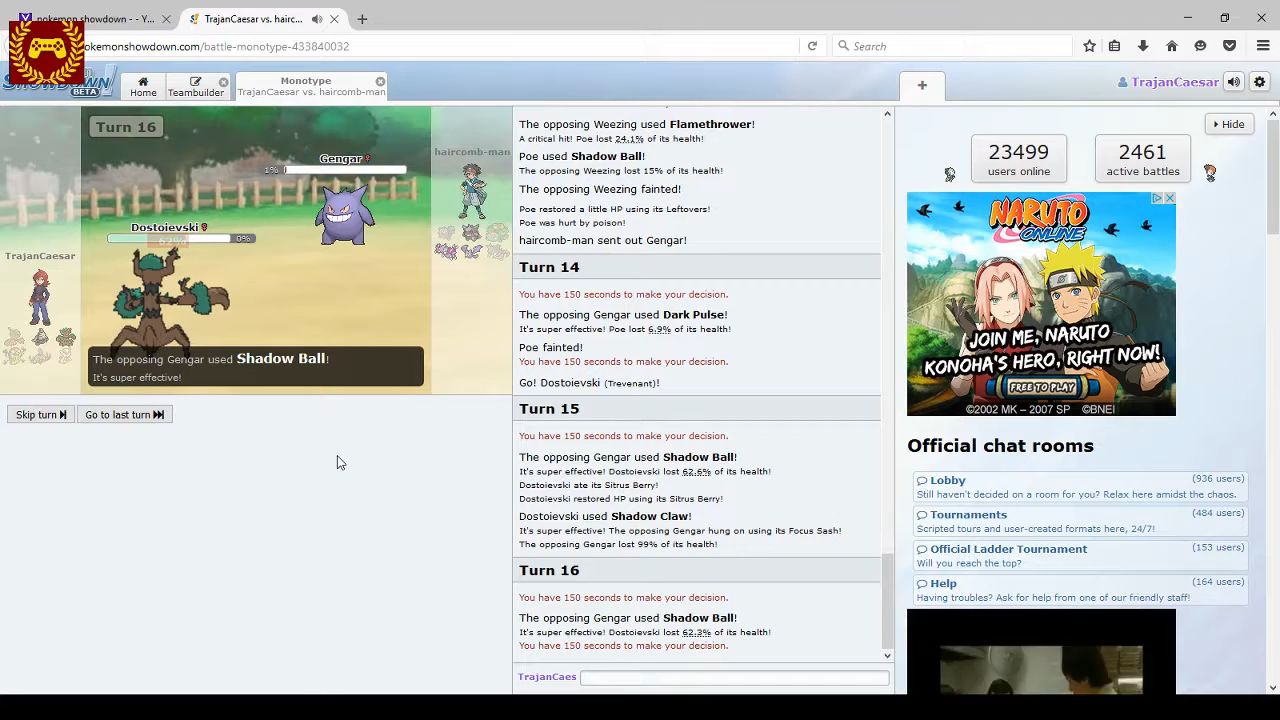 pokemon showdown - - Y...
TrajanCaesar vs. hairc...
pokemonshowdown.com/battle-monotype-433840032
Search
SHOWDOWN
BETA
Home
Teambuilder
Monotype
TrajanCaesar vs. haircomb-man
TrajanCaesar
Turn 16
Gengar
1%
Dostoievski
0%
haircomb-man
TrajanCaesar
The opposing Gengar used Shadow Ball!
It's super effective!
Skip turn
Go to last turn
The opposing Weezing used Flamethrower!
A critical hit! Poe lost 24.1% of its health!
Poe used Shadow Ball!
The opposing Weezing lost 15% of its health!
The opposing Weezing fainted!
Poe restored a little HP using its Leftovers!
Poe was hurt by poison!
haircomb-man sent out Gengar!
Turn 14
You have 150 seconds to make your decision.
The opposing Gengar used Dark Pulse!
It's super effective! Poe lost 6.9% of its health!
Poe fainted!
You have 150 seconds to make your decision.
Go! Dostoievski (Trevenant)!
Turn 15
You have 150 seconds to make your decision.
The opposing Gengar used Shadow Ball!
It's super effective! Dostoievski lost 62.6% of its health!
Dostoievski ate its Sitrus Berry!
Dostoievski restored HP using its Sitrus Berry!
Dostoievski used Shadow Claw!
It's super effective! The opposing Gengar hung on using its Focus Sash!
The opposing Gengar lost 99% of its health!
Turn 16
You have 150 seconds to make your decision.
The opposing Gengar used Shadow Ball!
It's super effective! Dostoievski lost 62.3% of its health!
You have 150 seconds to make your decision.
TrajanCaes
Hide
23499
users online
2461
active battles
NARUTO
ONLINE
JOIN ME, NARUTO
KONOHA'S HERO, RIGHT NOW!
FREE TO PLAY
©2002 MK – 2007 SP ©BNEI
Official chat rooms
Lobby (936 users)
Still haven't decided on a room for you? Relax here amidst the chaos.
Tournaments (484 users)
Scripted tours and user-created formats here, 24/7!
Official Ladder Tournament (153 users)
Will you reach the top?
Help (164 users)
Having troubles? Ask for help from one of our friendly staff!